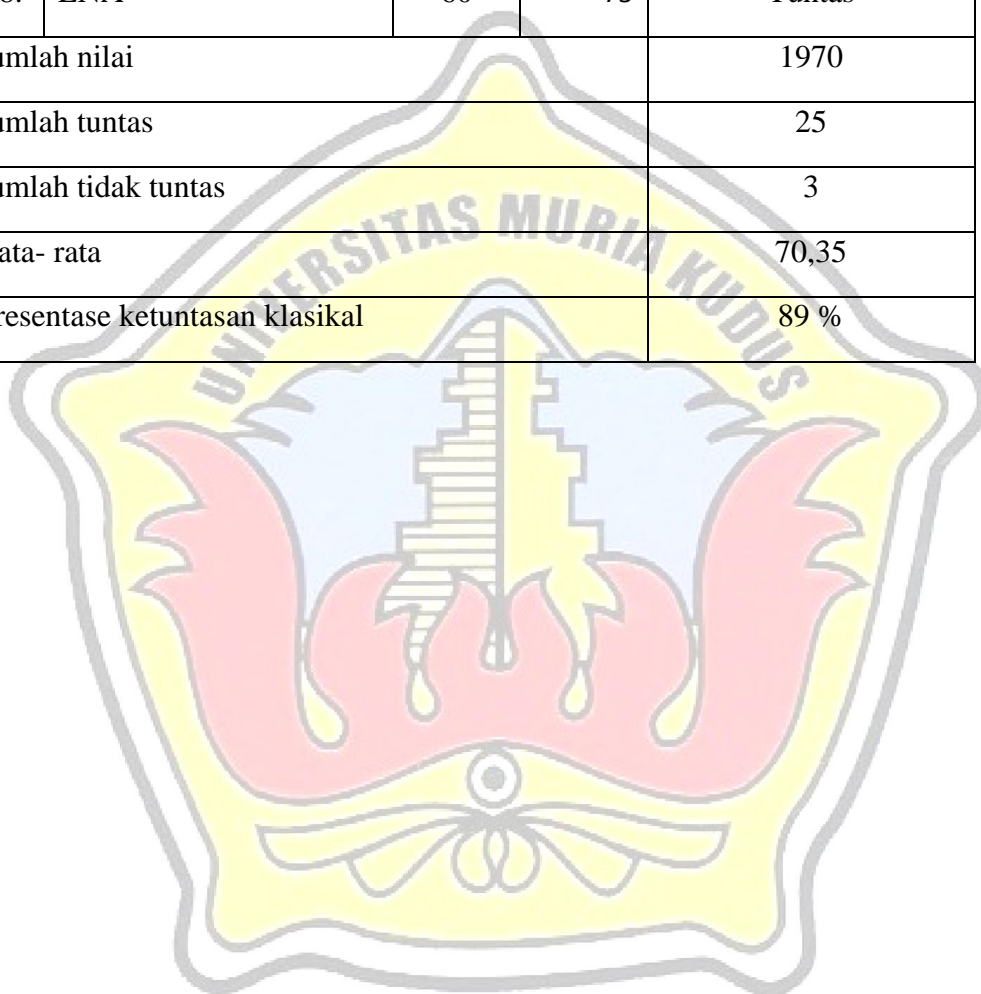 Tuntas
umlah nilai 1970
umlah tuntas 25
umlah tidak tuntas 3
ata- rata 70,35
resentase ketuntasan klasikal 89 %
UNIVERSITAS MURIA KUDUS